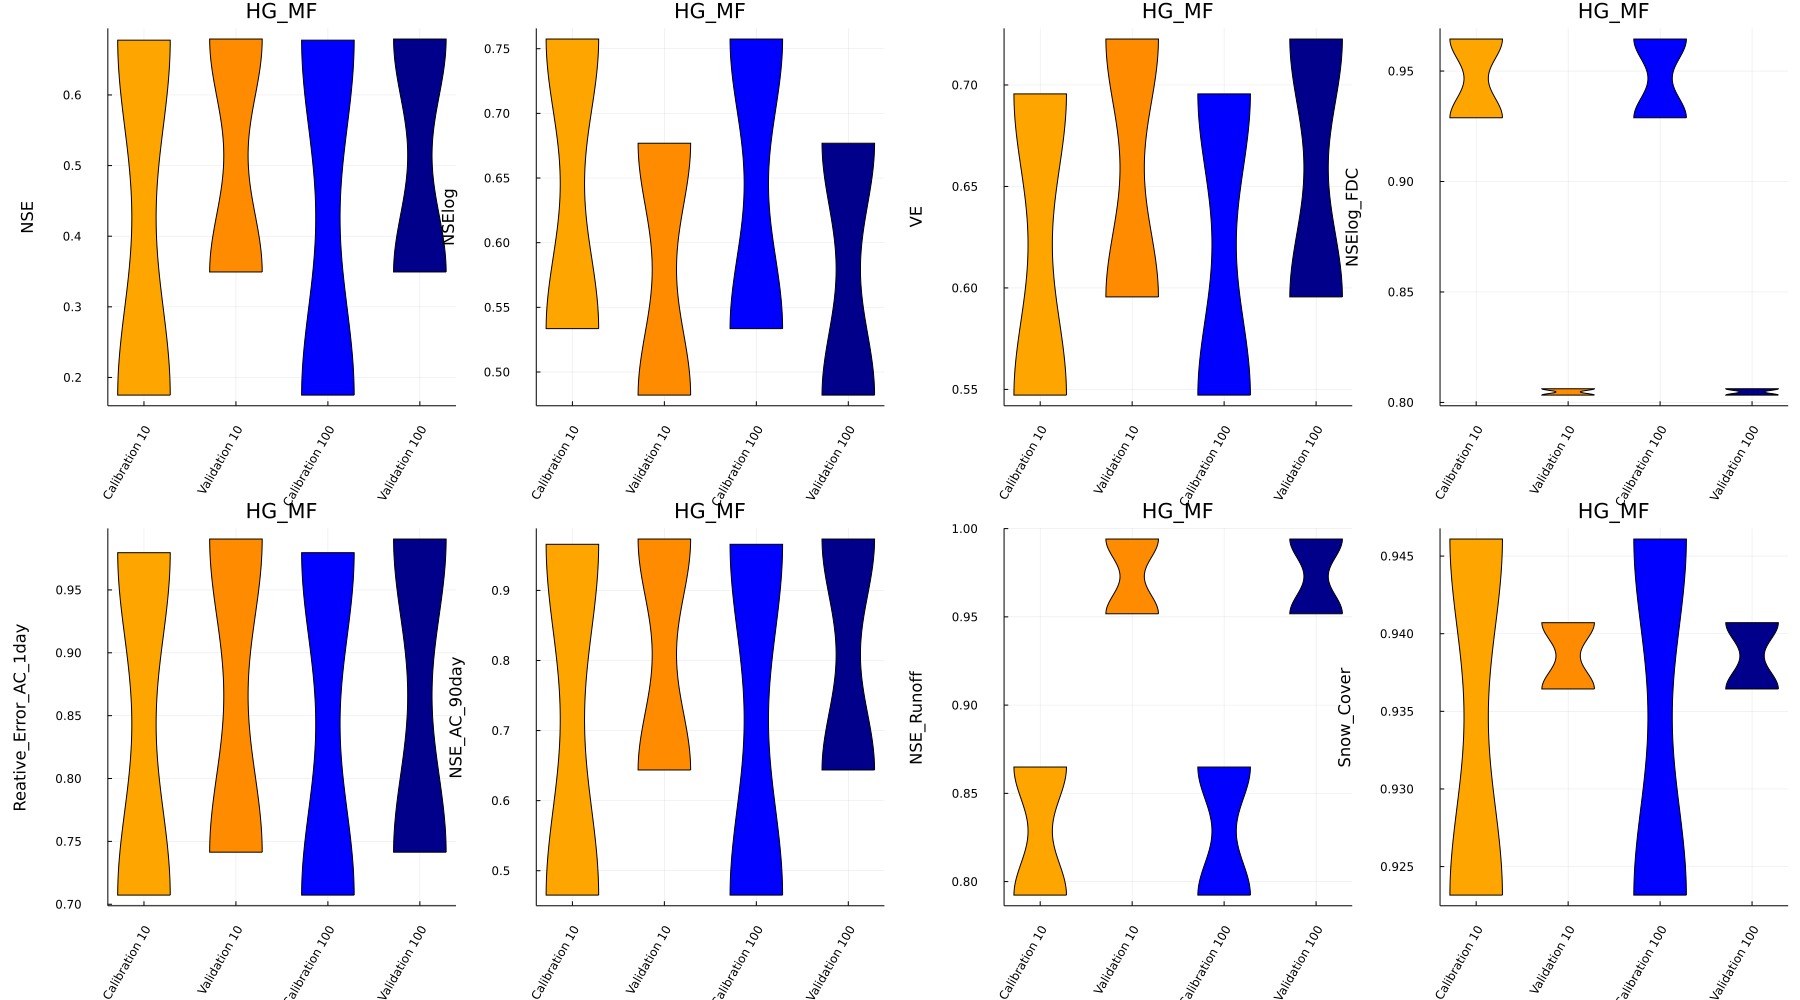 HG_MF
HG_MF
HG_MF
HG_MF
NSE
0.6
0.5
0.4
0.3
0.2
Calibration 10
Validation 10
Calibration 100
Validation 100
NSElog
0.75
0.70
0.65
0.60
0.55
0.50
Calibration 10
Validation 10
Calibration 100
Validation 100
VE
0.70
0.65
0.60
0.55
Calibration 10
Validation 10
Calibration 100
Validation 100
NSElog_FDC
0.95
0.90
0.85
0.80
Calibration 10
Validation 10
Calibration 100
Validation 100
HG_MF
HG_MF
HG_MF
HG_MF
Reative_Error_AC_1day
0.95
0.90
0.85
0.80
0.75
0.70
Calibration 10
Validation 10
Calibration 100
Validation 100
NSE_AC_90day
0.9
0.8
0.7
0.6
0.5
Calibration 10
Validation 10
Calibration 100
Validation 100
NSE_Runoff
1.00
0.95
0.90
0.85
0.80
Calibration 10
Validation 10
Calibration 100
Validation 100
Snow_Cover
0.945
0.940
0.935
0.930
0.925
Calibration 10
Validation 10
Calibration 100
Validation 100